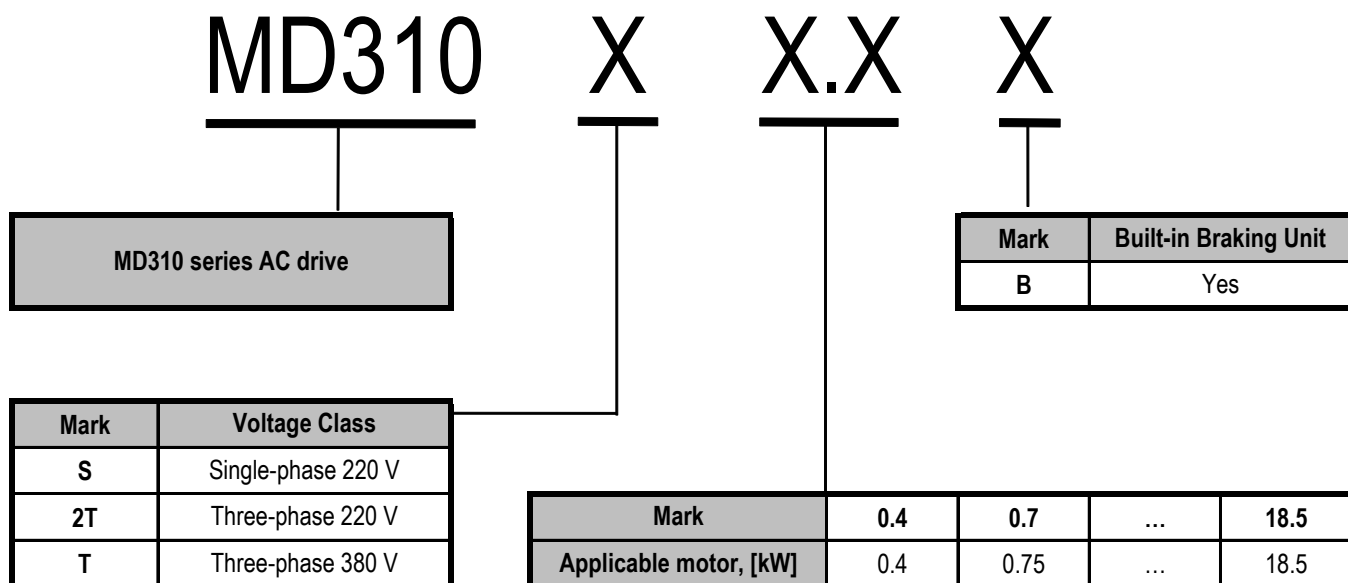 MD310 X X.X X
MD310 series AC drive
Mark Built-in Braking Unit
B Yes
Mark Voltage Class
S Single-phase 220 V
2T Three-phase 220 V
T Three-phase 380 V
Mark 0.4 0.7 … 18.5
Applicable motor, [kW] 0.4 0.75 … 18.5